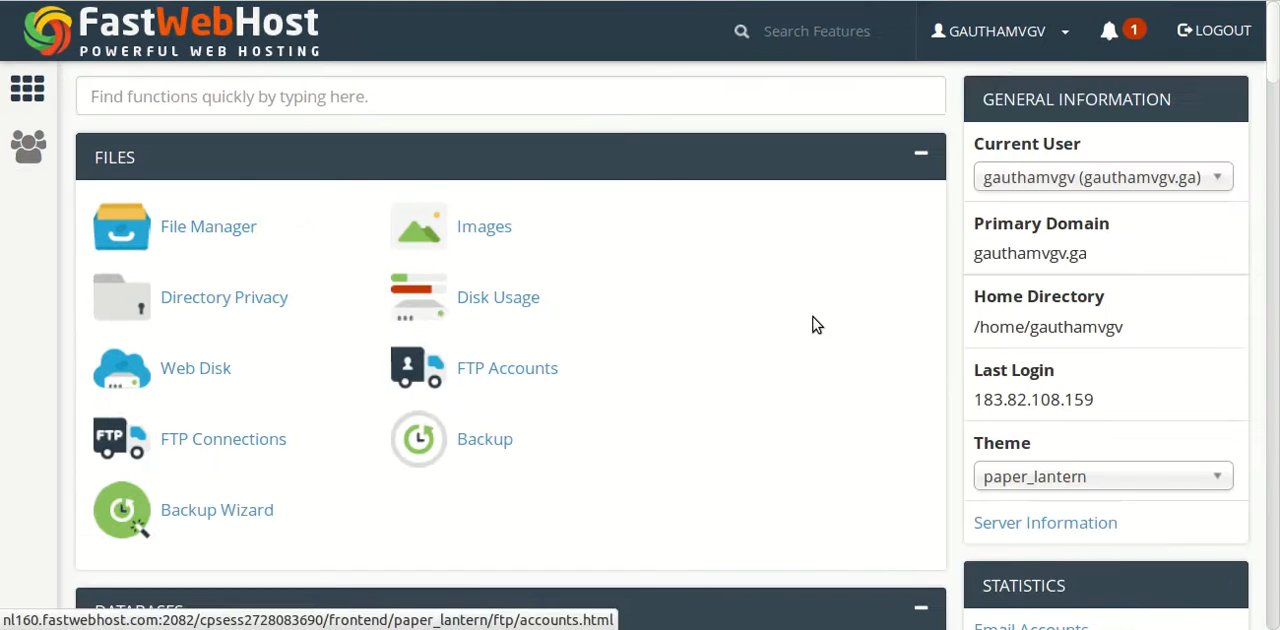 FastWebHost
POWERFUL WEB HOSTING
Search Features
GAUTHAMVGV
1
LOGOUT
Find functions quickly by typing here.
FILES
File Manager
Images
Directory Privacy
Disk Usage
Web Disk
FTP Accounts
FTP
FTP Connections
Backup
Backup Wizard
DATABASES
GENERAL INFORMATION
Current User
gauthamvgv (gauthamvgv.ga)
Primary Domain
gauthamvgv.ga
Home Directory
/home/gauthamvgv
Last Login
183.82.108.159
Theme
paper_lantern
Server Information
STATISTICS
Email Accounts
nl160.fastwebhost.com:2082/cpsess2728083690/frontend/paper_lantern/ftp/accounts.html